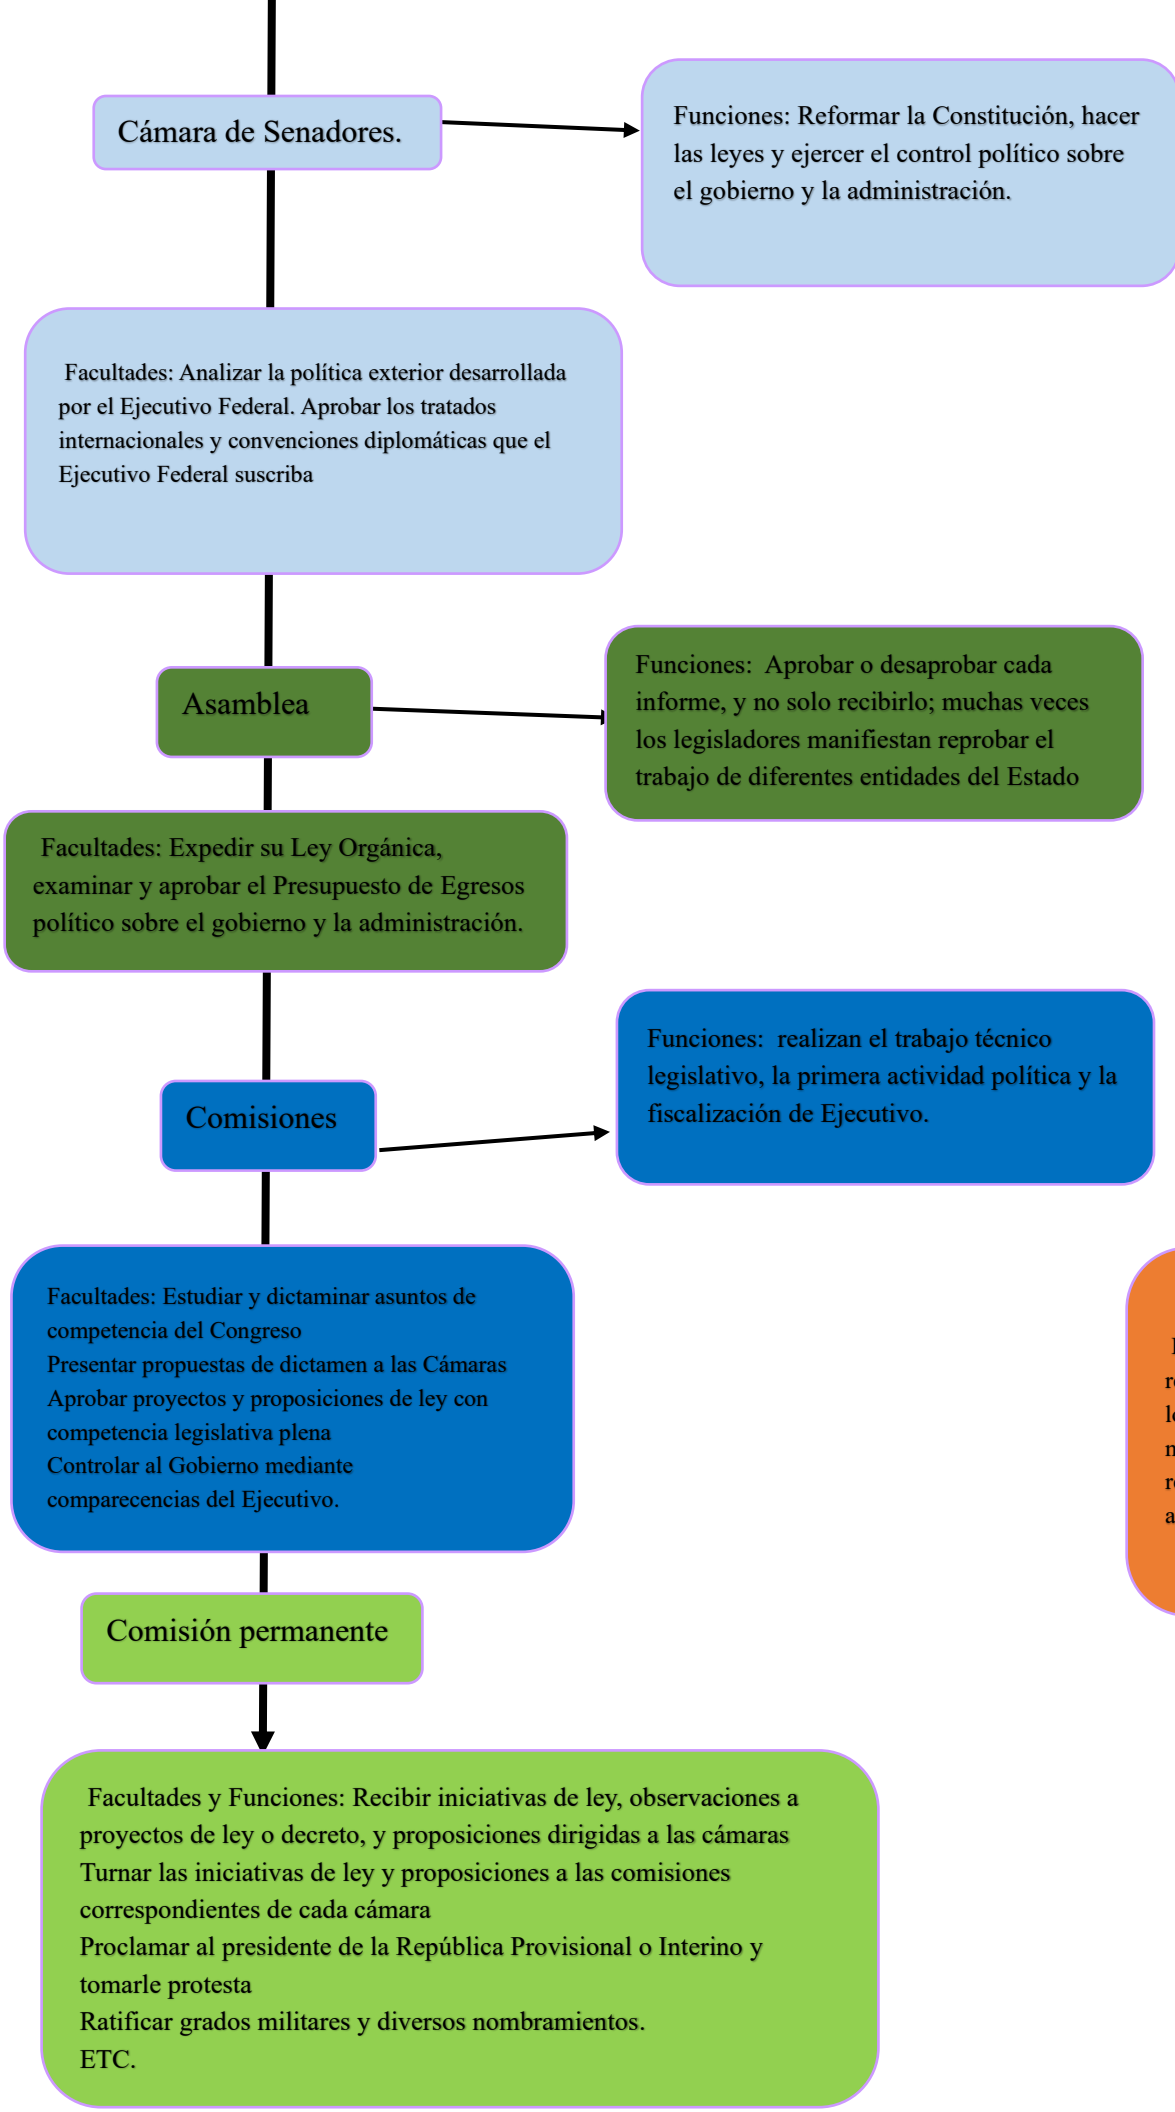 Cámara de Senadores.
Funciones: Reformar la Constitución, hacer
las leyes y ejercer el control político sobre
el gobierno y la administración.
Facultades: Analizar la política exterior desarrollada
por el Ejecutivo Federal. Aprobar los tratados
internacionales y convenciones diplomáticas que el
Ejecutivo Federal suscriba
Asamblea
Funciones:  Aprobar o desaprobar cada
informe, y no solo recibirlo; muchas veces
los legisladores manifiestan reprobar el
trabajo de diferentes entidades del Estado
Facultades: Expedir su Ley Orgánica,
examinar y aprobar el Presupuesto de Egresos
político sobre el gobierno y la administración.
Comisiones
Funciones:  realizan el trabajo técnico
legislativo, la primera actividad política y la
fiscalización de Ejecutivo.
Facultades: Estudiar y dictaminar asuntos de
competencia del Congreso
Presentar propuestas de dictamen a las Cámaras
Aprobar proyectos y proposiciones de ley con
competencia legislativa plena
Controlar al Gobierno mediante
comparecencias del Ejecutivo.
Comisión permanente
Facultades y Funciones: Recibir iniciativas de ley, observaciones a
proyectos de ley o decreto, y proposiciones dirigidas a las cámaras
Turnar las iniciativas de ley y proposiciones a las comisiones
correspondientes de cada cámara
Proclamar al presidente de la República Provisional o Interino y
tomarle protesta
Ratificar grados militares y diversos nombramientos.
ETC.